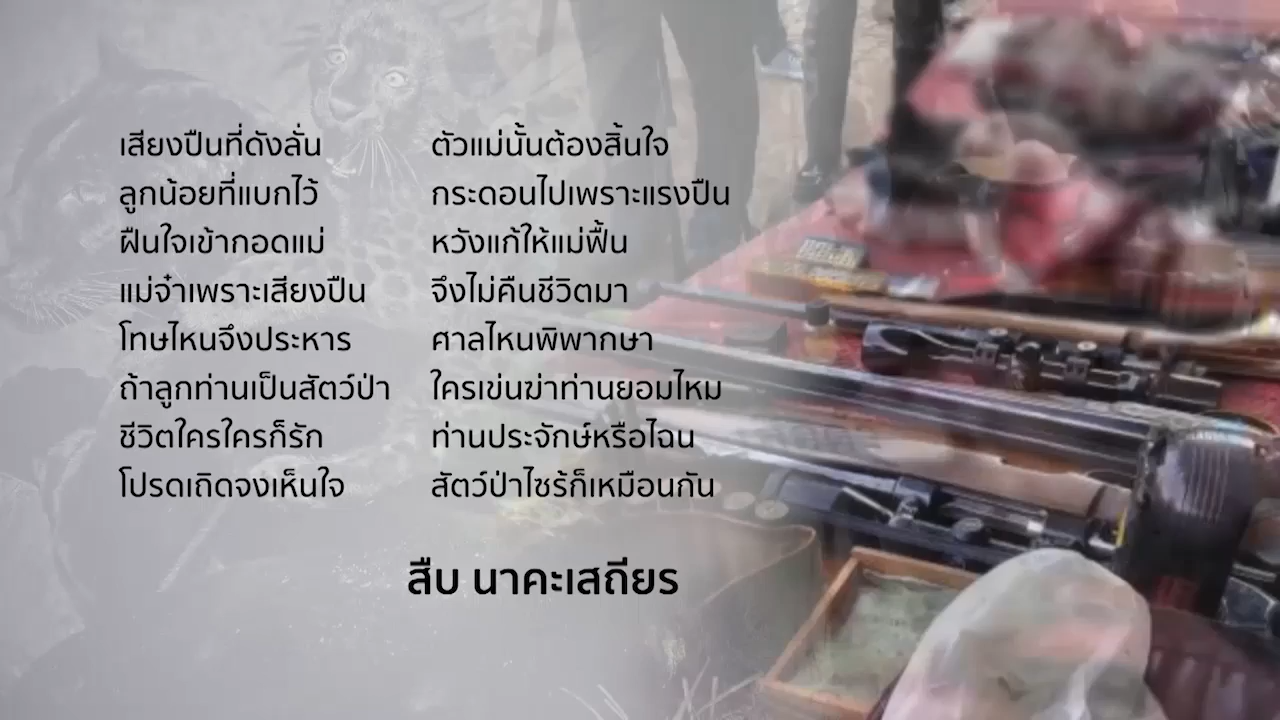 เสียงปืนที่ดังลั่น ตัวแม่นั้นต้องสิ้นใจ
ลูกน้อยที่แบกไว้ กระดอนไปเพราะแรงปืน
ฝืนใจเข้ากอดแม่ หวังแก้ให้แม่ฟื้น
แม่จ๋าเพราะเสียงปืน จึงไม่คืนชีวิตมา
โทษไหนจึงประหาร ศาลไหนพิพากษา
ถ้าลูกท่านเป็นสัตว์ป่า ใครเข่นฆ่าท่านยอมไหม
ชีวิตใครใครก็รัก ท่านประจักษ์หรือไฉน
โปรดเถิดจงเห็นใจ สัตว์ป่าไซร้ก็เหมือนกัน
สืบ นาคะเสถียร